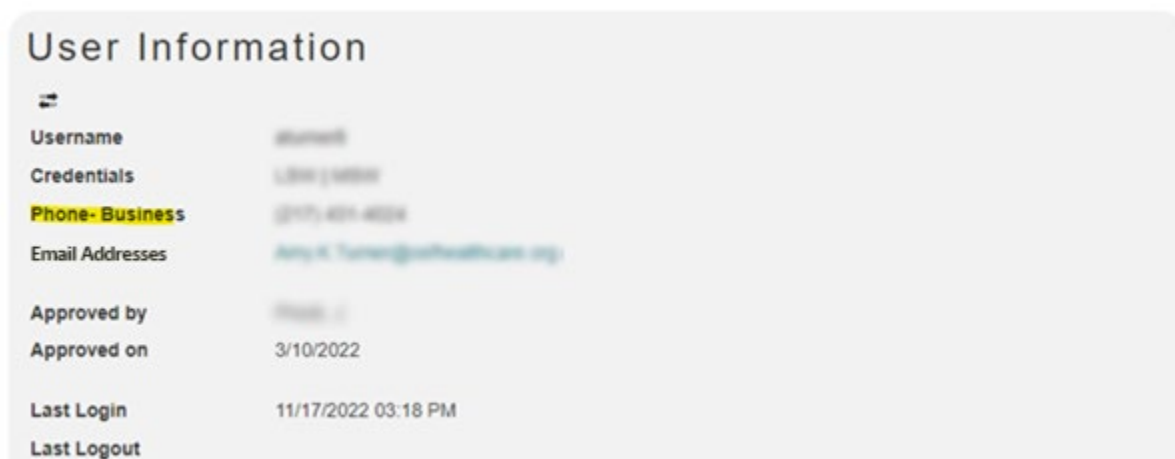 User Information
Username
Credentials
Phone- Business
Email Addresses
Approved by
Approved on 3/10/2022
Last Login 11/17/2022 03:18 PM
Last Logout